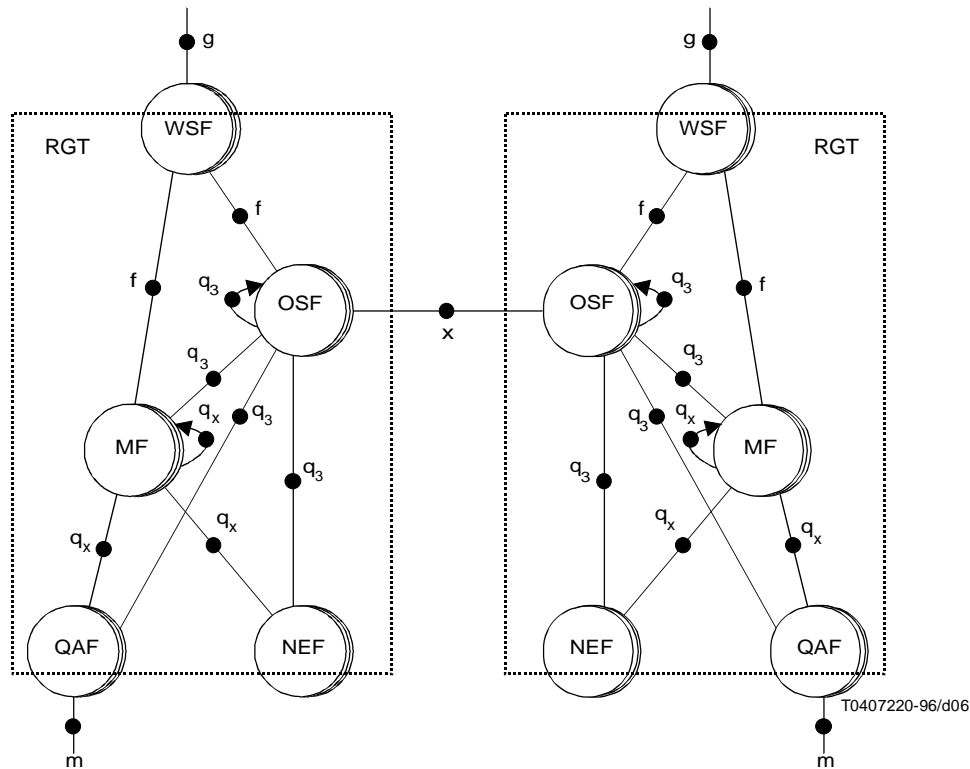 g g
WSF WSF
RGT RGT
f f
f q₃ OSF OSF q₃ f
x
q₃ q₃
MF qₓ q₃ q₃ qₓ MF
q₃ q₃
qₓ qₓ qₓ qₓ
QAF NEF NEF QAF
T0407220-96/d06
m m